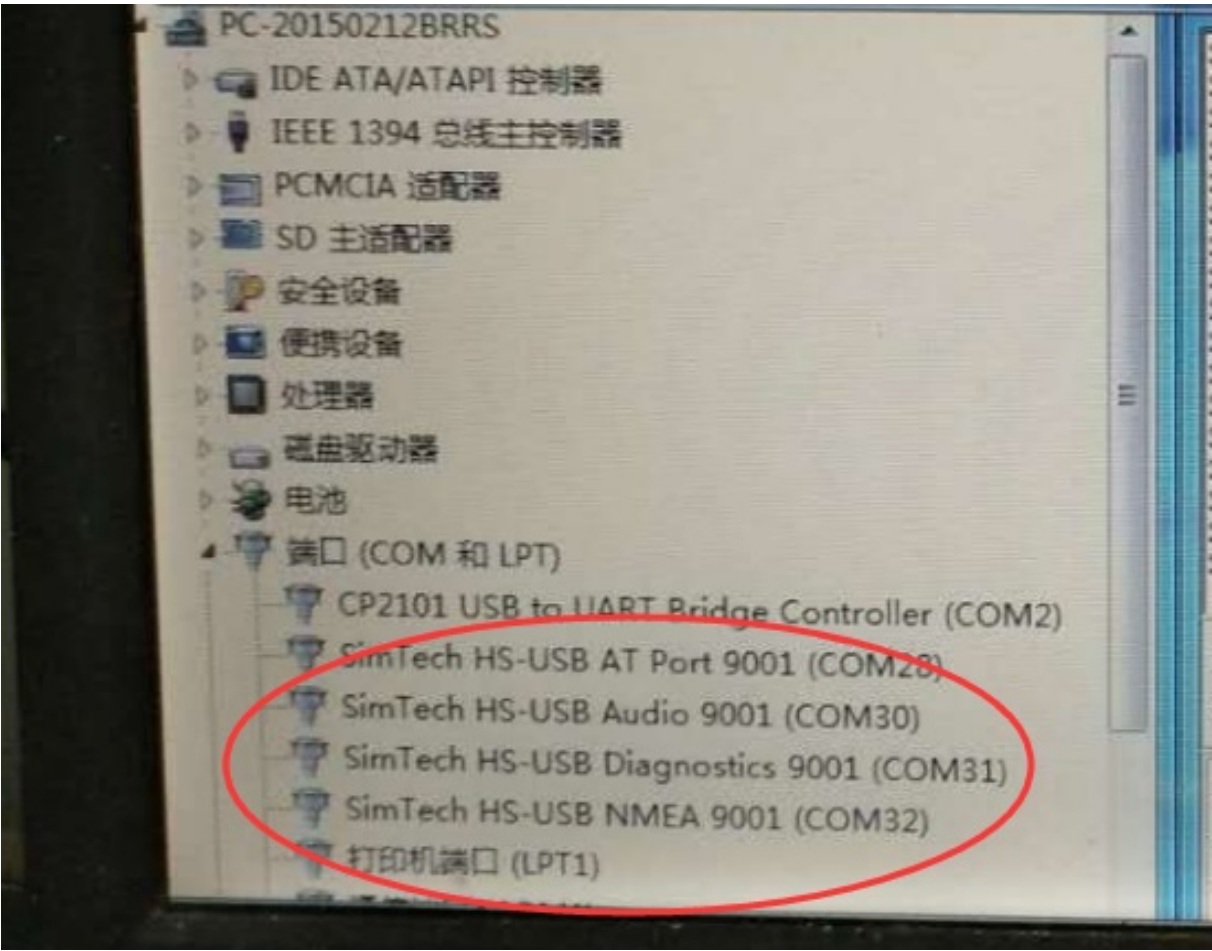 PC-20150212BRRS
IDE ATA/ATAPI 控制器
IEEE 1394 总线主控制器
PCMCIA 适配器
SD 主适配器
安全设备
便携设备
处理器
磁盘驱动器
电池
端口 (COM 和 LPT)
CP2101 USB to UART Bridge Controller (COM2)
SimTech HS-USB AT Port 9001 (COM28)
SimTech HS-USB Audio 9001 (COM30)
SimTech HS-USB Diagnostics 9001 (COM31)
SimTech HS-USB NMEA 9001 (COM32)
打印机端口 (LPT1)